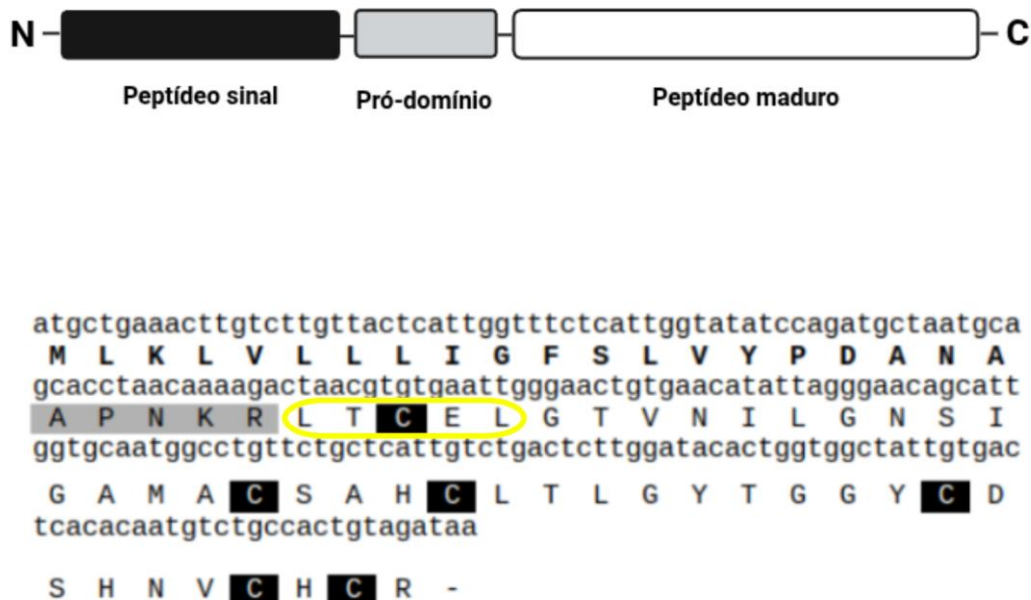 N C
Peptídeo sinal Pró-domínio Peptídeo maduro
atgctgaaacttgtcttgttactcattggtttctcattggtatatccagatgctaatgca
M L K L V L L L I G F S L V Y P D A N A
gcacctaacaaaagactaacgtgtgaattgggaactgtgaacatattagggaacagcatt
A P N K R L T C E L G T V N I L G N S I
ggtgcaatggcctgttctgctcattgtctgactcttggatacactggtggctattgtgac
G A M A C S A H C L T L G Y T G G Y C D
tcacacaatgtctgccactgtagataa
S H N V C H C R -